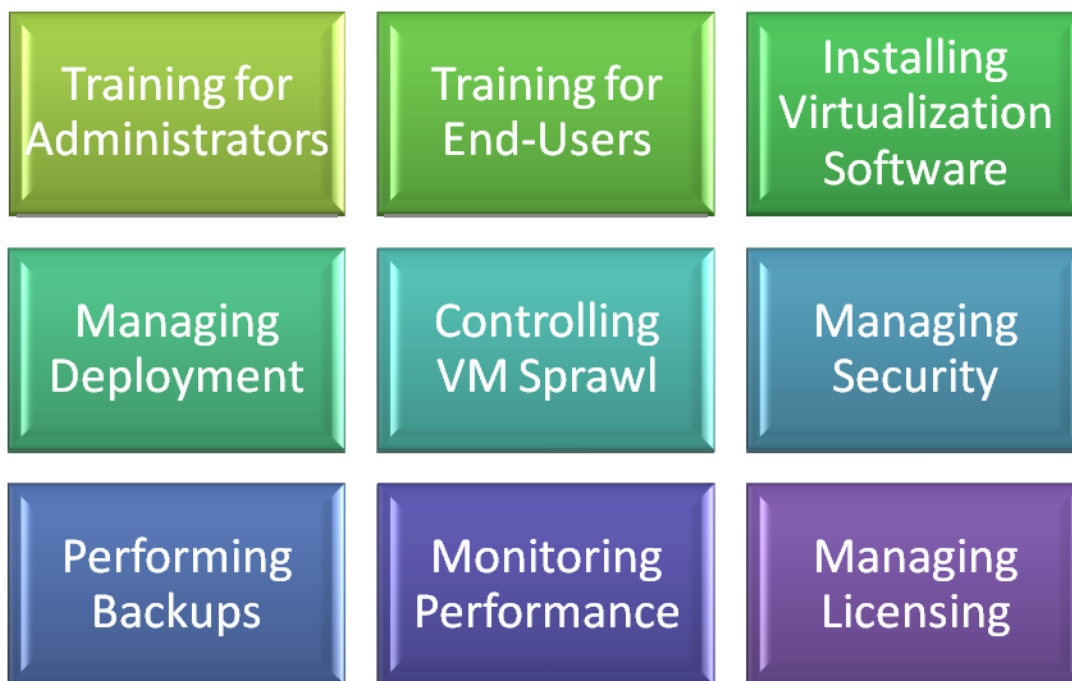 Training for
Administrators
Training for
End-Users
Installing
Virtualization
Software
Managing
Deployment
Controlling
VM Sprawl
Managing
Security
Performing
Backups
Monitoring
Performance
Managing
Licensing